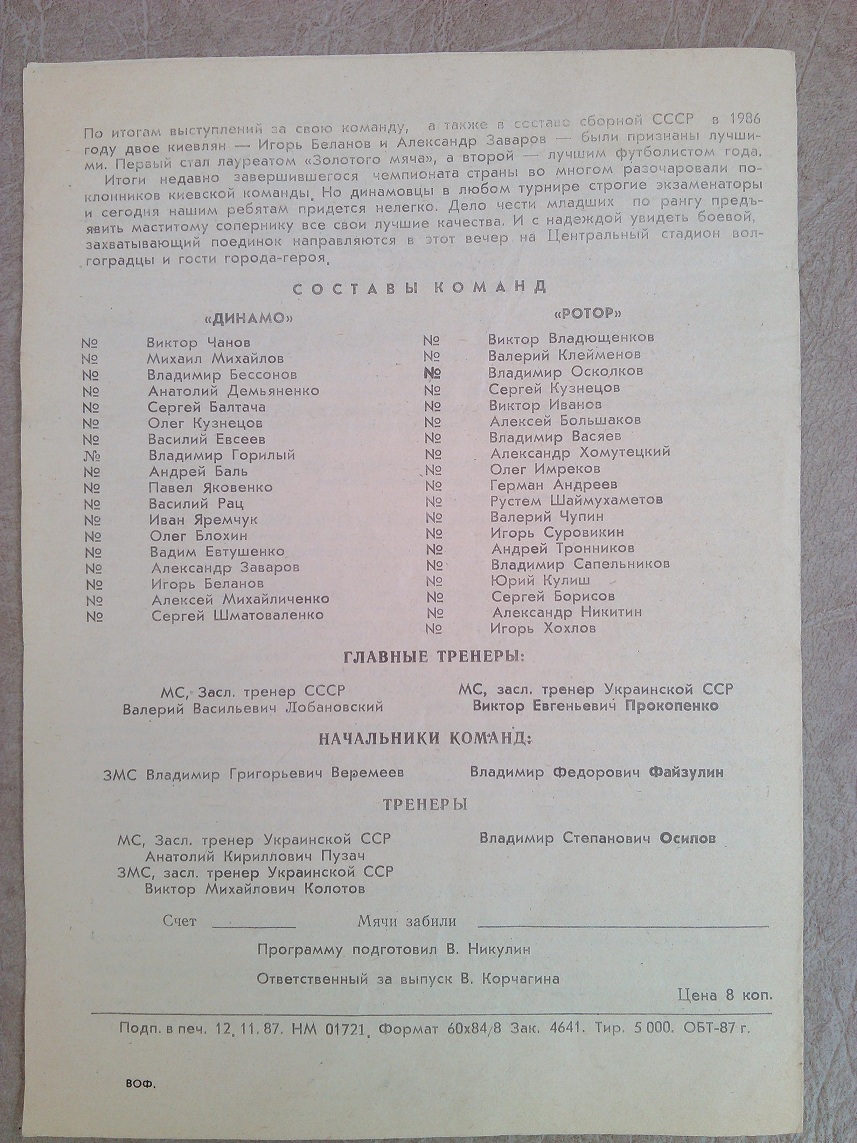 По итогам выступлений за свою команду, а также в составе сборной СССР в 1986
году двое киевлян — Игорь Беланов и Александр Заваров — были признаны лучши-
ми. Первый стал лауреатом «Золотого мяча», а второй — лучшим футболистом года.
Итоги недавно завершившегося чемпионата страны во многом разочаровали по-
клонников киевской команды. Но динамовцы в любом турнире строгие экзаменаторы
и сегодня нашим ребятам придется нелегко. Дело чести младших по рангу предъ-
явить маститому сопернику все свои лучшие качества. И с надеждой увидеть боевой,
захватывающий поединок направляются в этот вечер на Центральный стадион вол-
гоградцы и гости города-героя.
СОСТАВЫ КОМАНД
«ДИНАМО»
№ Виктор Чанов
№ Михаил Михайлов
№ Владимир Бессонов
№ Анатолий Демьяненко
№ Сергей Балтача
№ Олег Кузнецов
№ Василий Евсеев
№ Владимир Горилый
№ Андрей Баль
№ Павел Яковенко
№ Василий Рац
№ Иван Яремчук
№ Олег Блохин
№ Вадим Евтушенко
№ Александр Заваров
№ Игорь Беланов
№ Алексей Михайличенко
№ Сергей Шматоваленко
«РОТОР»
№ Виктор Владющенков
№ Валерий Клейменов
№ Владимир Осколков
№ Сергей Кузнецов
№ Виктор Иванов
№ Алексей Большаков
№ Владимир Васяев
№ Александр Хомутецкий
№ Олег Имреков
№ Герман Андреев
№ Рустем Шаймухаметов
№ Валерий Чупин
№ Игорь Суровикин
№ Андрей Тронников
№ Владимир Сапельников
№ Юрий Кулиш
№ Сергей Борисов
№ Александр Никитин
№ Игорь Хохлов
ГЛАВНЫЕ ТРЕНЕРЫ:
МС, Засл. тренер СССР
Валерий Васильевич Лобановский
МС, засл. тренер Украинской ССР
Виктор Евгеньевич Прокопенко
НАЧАЛЬНИКИ КОМАНД:
ЗМС Владимир Григорьевич Веремеев
Владимир Федорович Файзулин
ТРЕНЕРЫ
МС, Засл. тренер Украинской ССР
Анатолий Кириллович Пузач
ЗМС, засл. тренер Украинской ССР
Виктор Михайлович Колотов
Владимир Степанович Осипов
Счет ________ Мячи забили ________________
Программу подготовил В. Никулин
Ответственный за выпуск В. Корчагина
Цена 8 коп.
Подп. в печ. 12.11.87. НМ 01721. Формат 60х84/8 Зак. 4641. Тир. 5 000. ОБТ-87 г.
ВОФ.